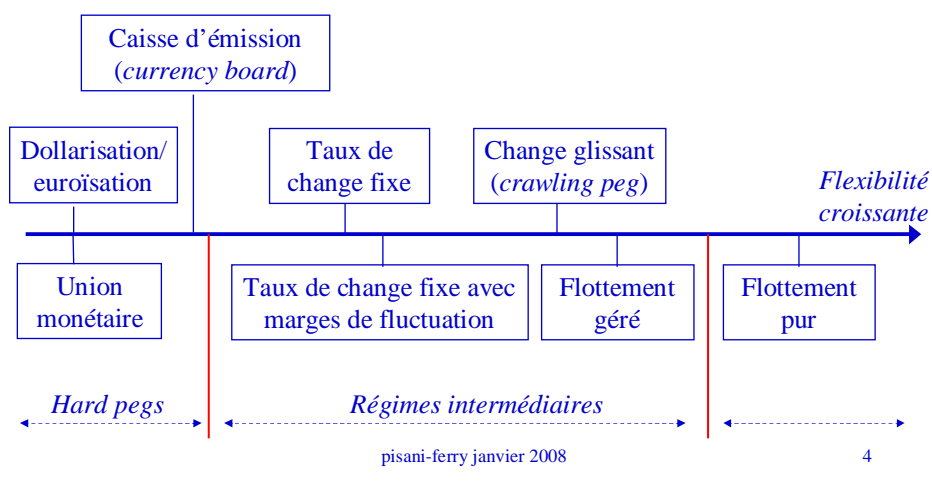 Caisse d’émission
(currency board)
Dollarisation/
euroïsation
Taux de
change fixe
Change glissant
(crawling peg)
Flexibilité
croissante
Union
monétaire
Taux de change fixe avec
marges de fluctuation
Flottement
géré
Flottement
pur
Hard pegs
Régimes intermédiaires
pisani-ferry janvier 2008
4